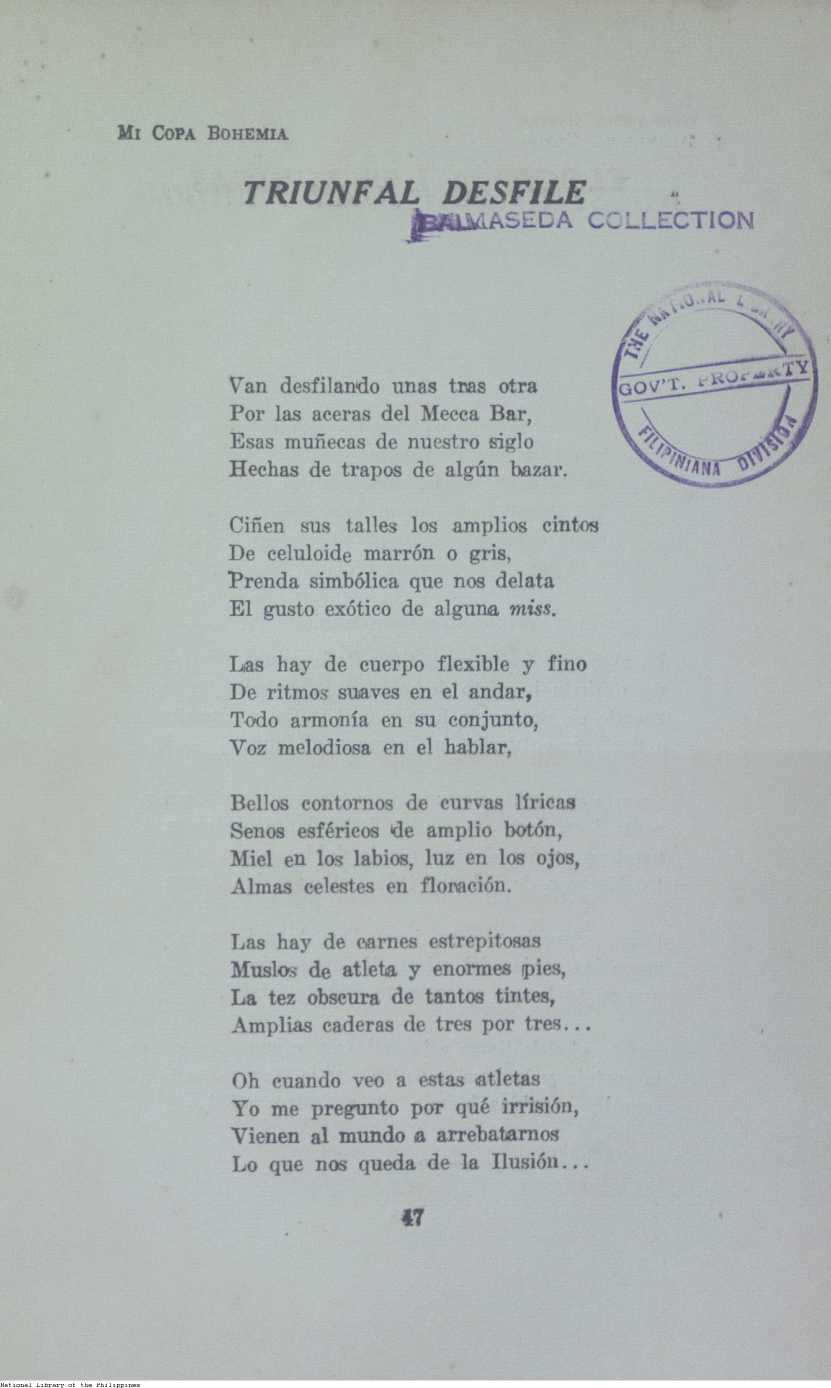 MI COPA BOHEMIA
TRIUNFAL DESFILE
BALMASEDA COLLECTION
THE NATIONAL LIBRARY
GOV'T. PROPERTY
FILIPINIANA DIVISION
Van desfilando unas tras otra
Por las aceras del Mecca Bar,
Esas muñecas de nuestro siglo
Hechas de trapos de algún bazar.
Ciñen sus talles los amplios cintos
De celuloide marrón o gris,
Prenda simbólica que nos delata
El gusto exótico de alguna miss.
Las hay de cuerpo flexible y fino
De ritmos suaves en el andar,
Todo armonía en su conjunto,
Voz melodiosa en el hablar,
Bellos contornos de curvas líricas
Senos esféricos de amplio botón,
Miel en los labios, luz en los ojos,
Almas celestes en floración.
Las hay de carnes estrepitosas
Muslos de atleta y enormes pies,
La tez obscura de tantos tintes,
Amplias caderas de tres por tres...
Oh cuando veo a estas atletas
Yo me pregunto por qué irrisión,
Vienen al mundo a arrebatarnos
Lo que nos queda de la Ilusión...
47
National Library of the Philippines